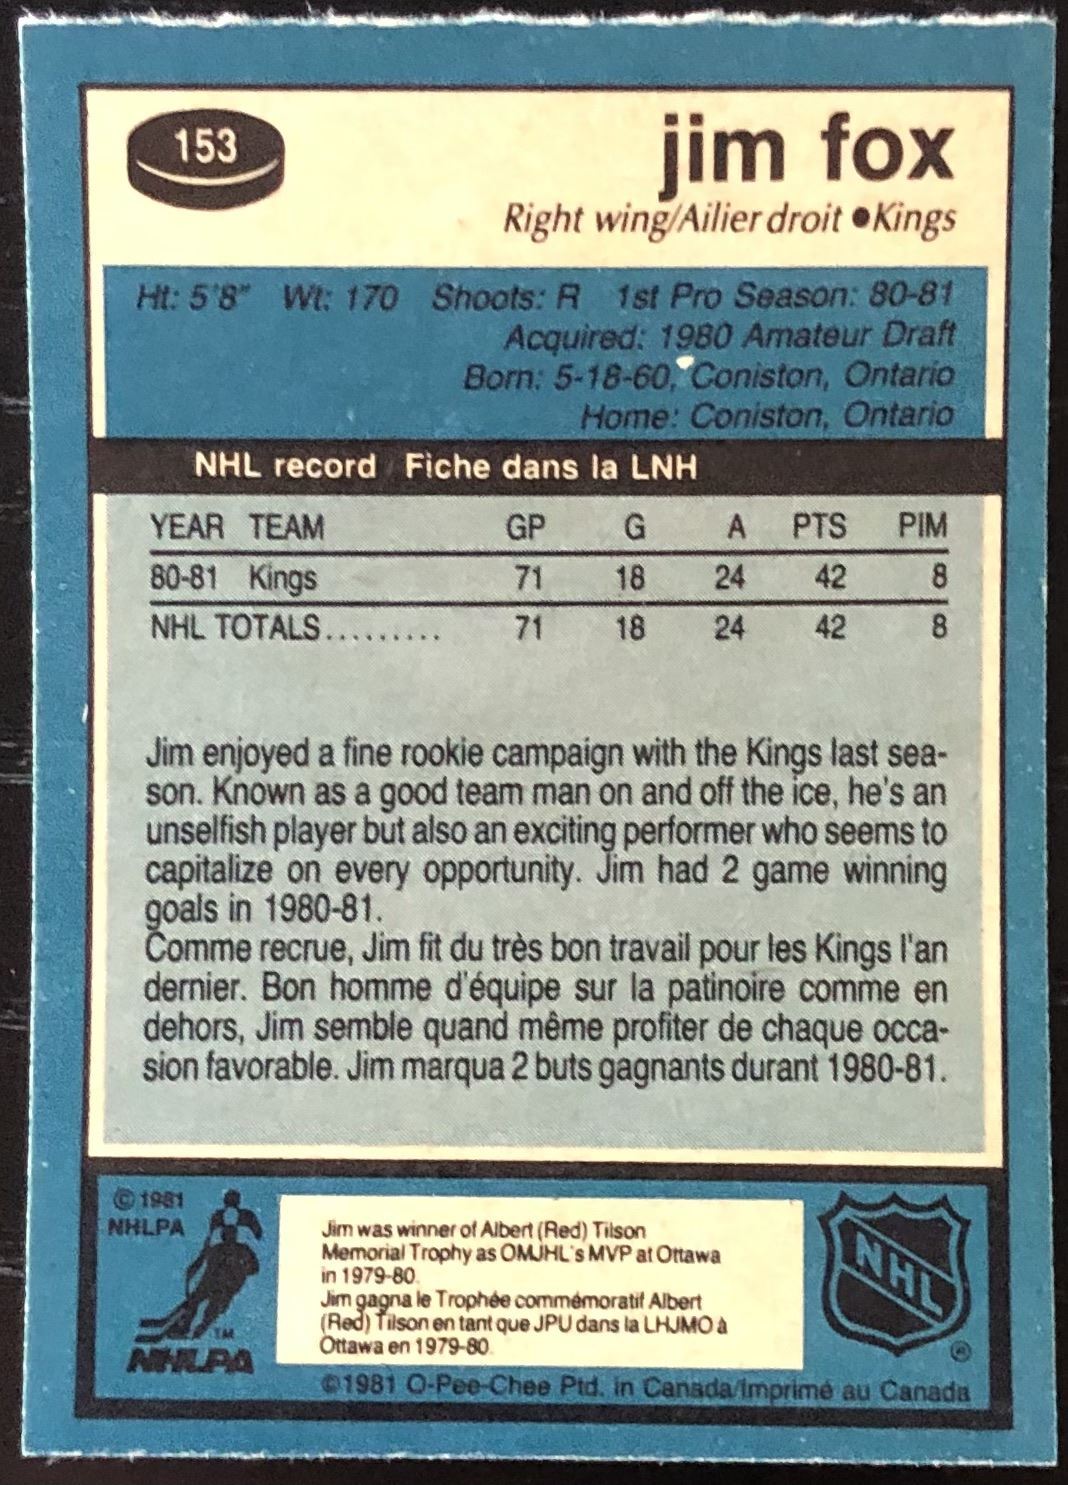 153
jim fox
Right wing/Ailier droit ●Kings
Ht: 5'8" Wt: 170 Shoots: R 1st Pro Season: 80-81
Acquired: 1980 Amateur Draft
Born: 5-18-60, Coniston, Ontario
Home: Coniston, Ontario
NHL record Fiche dans la LNH
YEAR TEAM GP G A PTS PIM
80-81 Kings 71 18 24 42 8
NHL TOTALS......... 71 18 24 42 8
Jim enjoyed a fine rookie campaign with the Kings last sea-
son. Known as a good team man on and off the ice, he's an
unselfish player but also an exciting performer who seems to
capitalize on every opportunity. Jim had 2 game winning
goals in 1980-81.
Comme recrue, Jim fit du très bon travail pour les Kings l'an
dernier. Bon homme d'équipe sur la patinoire comme en
dehors, Jim semble quand même profiter de chaque occa-
sion favorable. Jim marqua 2 buts gagnants durant 1980-81.
© 1981
NHLPA
TM
NHLPA
Jim was winner of Albert (Red) Tilson
Memorial Trophy as OMJHL's MVP at Ottawa
in 1979-80.
Jim gagna le Trophée commémoratif Albert
(Red) Tilson en tant que JPU dans la LHJMO à
Ottawa en 1979-80.
NHL
®
©1981 O-Pee-Chee Ptd. in Canada/Imprimé au Canada